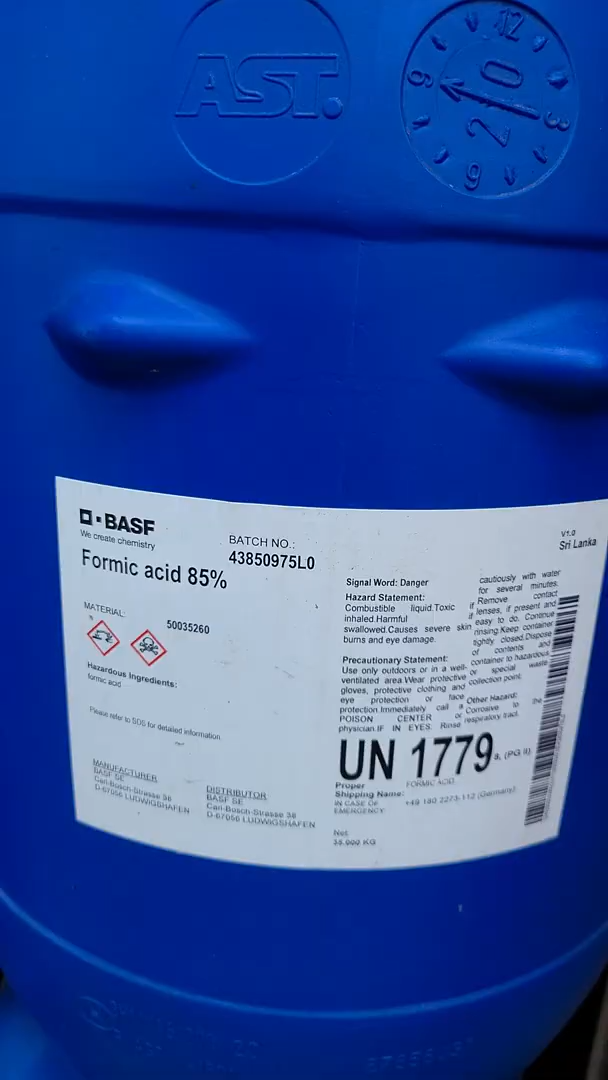 AST.
12
3
6
9
2 0
BASF
We create chemistry
Formic acid 85%
BATCH NO.:
43850975L0
V1.0
Sri Lanka
MATERIAL:
50035260
Hazardous Ingredients:
formic acid
Please refer to SDS for detailed information
MANUFACTURER
BASF SE
Carl-Bosch-Strasse 38
D-67056 LUDWIGSHAFEN
DISTRIBUTOR
BASF SE
Carl-Bosch-Strasse 38
D-67056 LUDWIGSHAFEN
Signal Word: Danger
Hazard Statement:
Combustible liquid.Toxic if
inhaled.Harmful if
swallowed.Causes severe skin
burns and eye damage.
Precautionary Statement:
Use only outdoors or in a well-
ventilated area.Wear protective
gloves, protective clothing and
eye protection or face
protection.Immediately call a
POISON CENTER or
physician.IF IN EYES: Rinse
cautiously with water
for several minutes.
Remove contact
lenses, if present and
easy to do. Continue
rinsing.Keep container
tightly closed.Dispose
of contents and
container to hazardous
or special waste
collection point.
Other Hazard:
Corrosive to the
respiratory tract.
UN 1779
a, (PG II)
Proper
Shipping Name:
FORMIC ACID
IN CASE OF
EMERGENCY
+49 180 2273-112 (Germany)
Net
35.000 KG